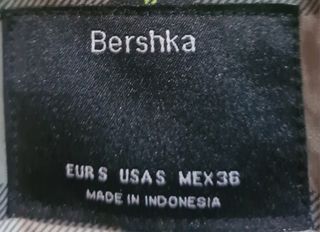 Bershka
EUR S USA S MEX 36
MADE IN INDONESIA